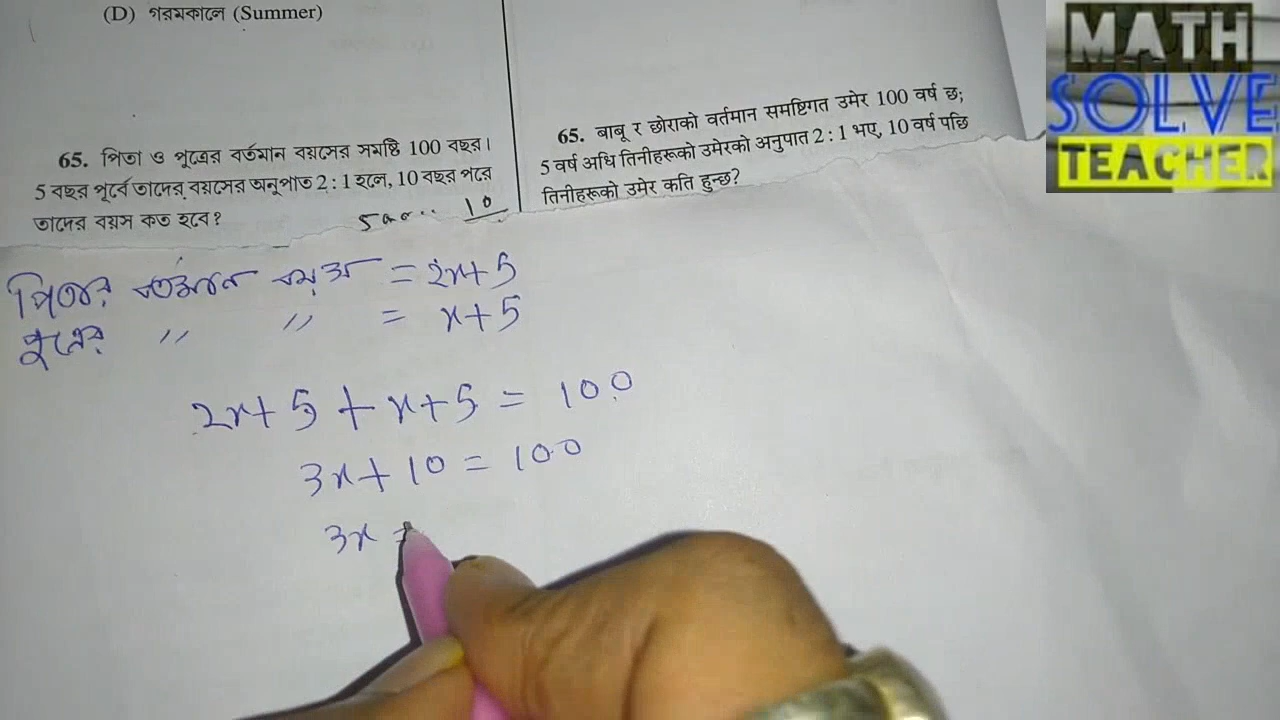 (D) গরমকালে (Summer)
65. পিতা ও পুত্রের বর্তমান বয়সের সমষ্টি 100 বছর।
5 বছর পূর্বে তাদের বয়সের অনুপাত 2 : 1 হলে, 10 বছর পরে
তাদের বয়স কত হবে?
10
65. बाबू र छोराको वर्तमान समष्टिगत उमेर 100 वर्ष छ;
5 वर्ष अघि तिनीहरूको उमेरको अनुपात 2 : 1 भए, 10 वर्ष पछि
तिनीहरूको उमेर कति हुन्छ?
MATH
SOLVE
TEACHER
পিতার বর্তমান বয়স = 2x+5
পুত্রের " " = x+5
2x+5+x+5 = 100
3x+10 = 100
3x =